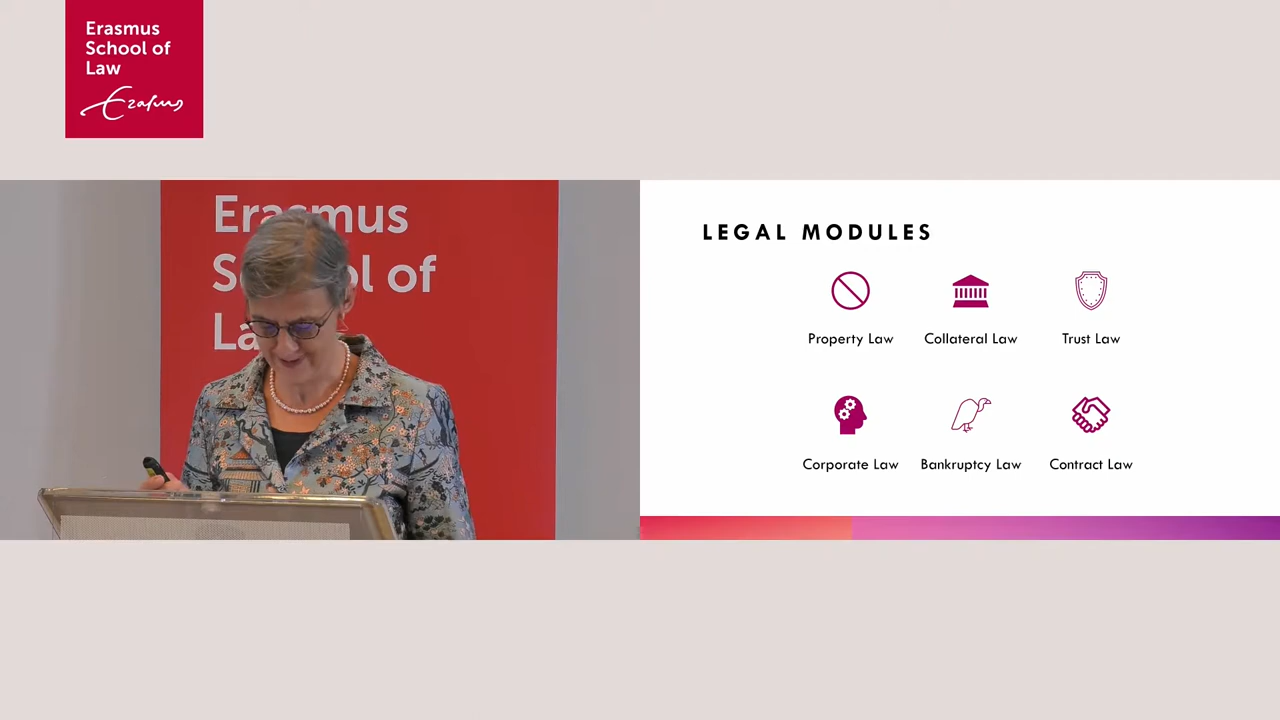 Erasmus
School of
Law
Erasmus
Erasmus
School of
La
LEGAL MODULES
Property Law
Collateral Law
Trust Law
Corporate Law
Bankruptcy Law
Contract Law